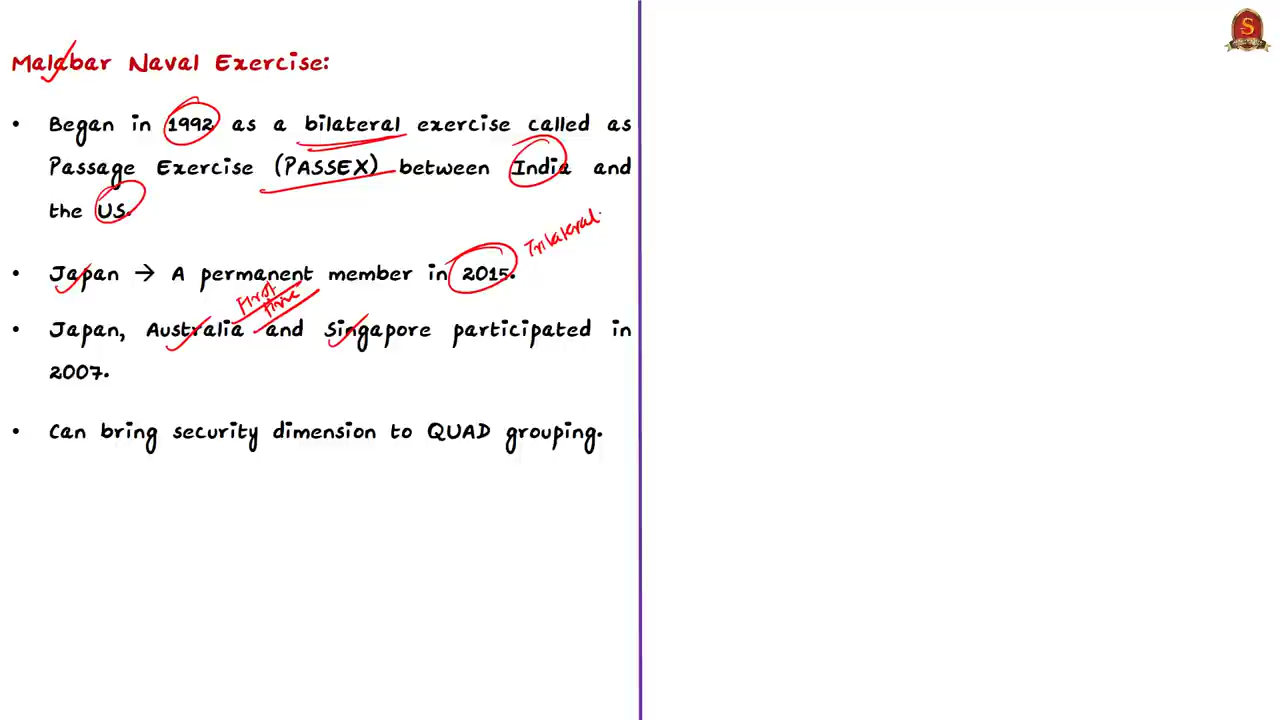 Malabar Naval Exercise:
• Began in 1992 as a bilateral exercise called as
Passage Exercise (PASSEX) between India and
the US.
Trilateral.
• Japan → A permanent member in 2015.
First
time
• Japan, Australia and Singapore participated in
2007.
• Can bring security dimension to QUAD grouping.
S